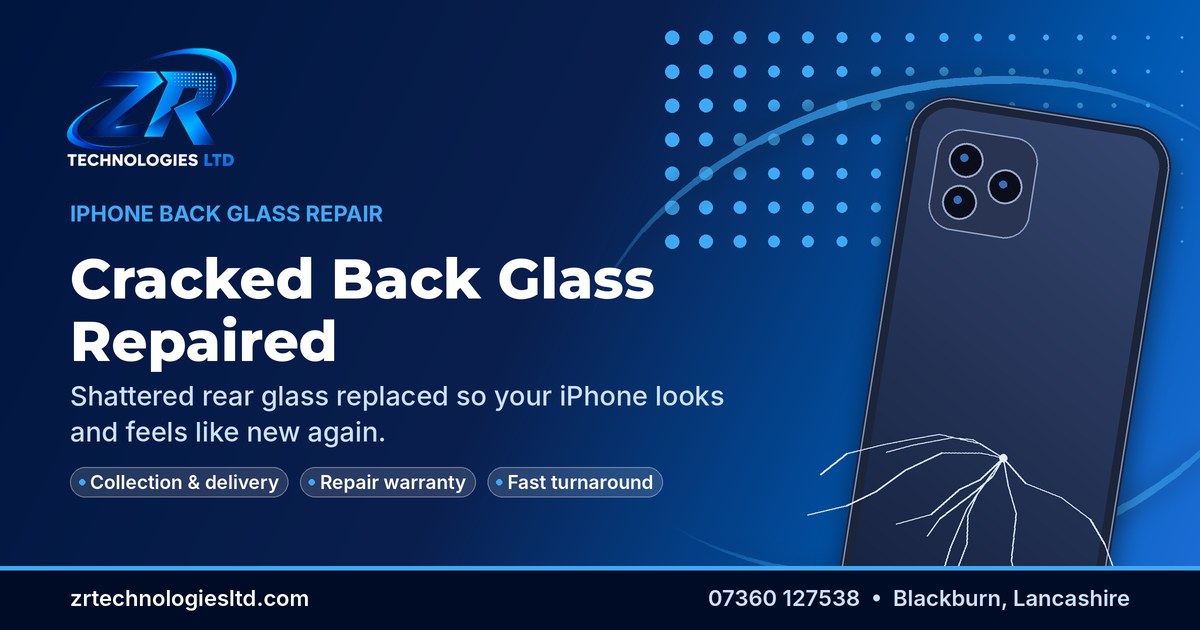 ZR
TECHNOLOGIES LTD
IPHONE BACK GLASS REPAIR
Cracked Back Glass
Repaired
Shattered rear glass replaced so your iPhone looks
and feels like new again.
• Collection & delivery • Repair warranty • Fast turnaround
zrtechnologiesltd.com 07360 127538 • Blackburn, Lancashire